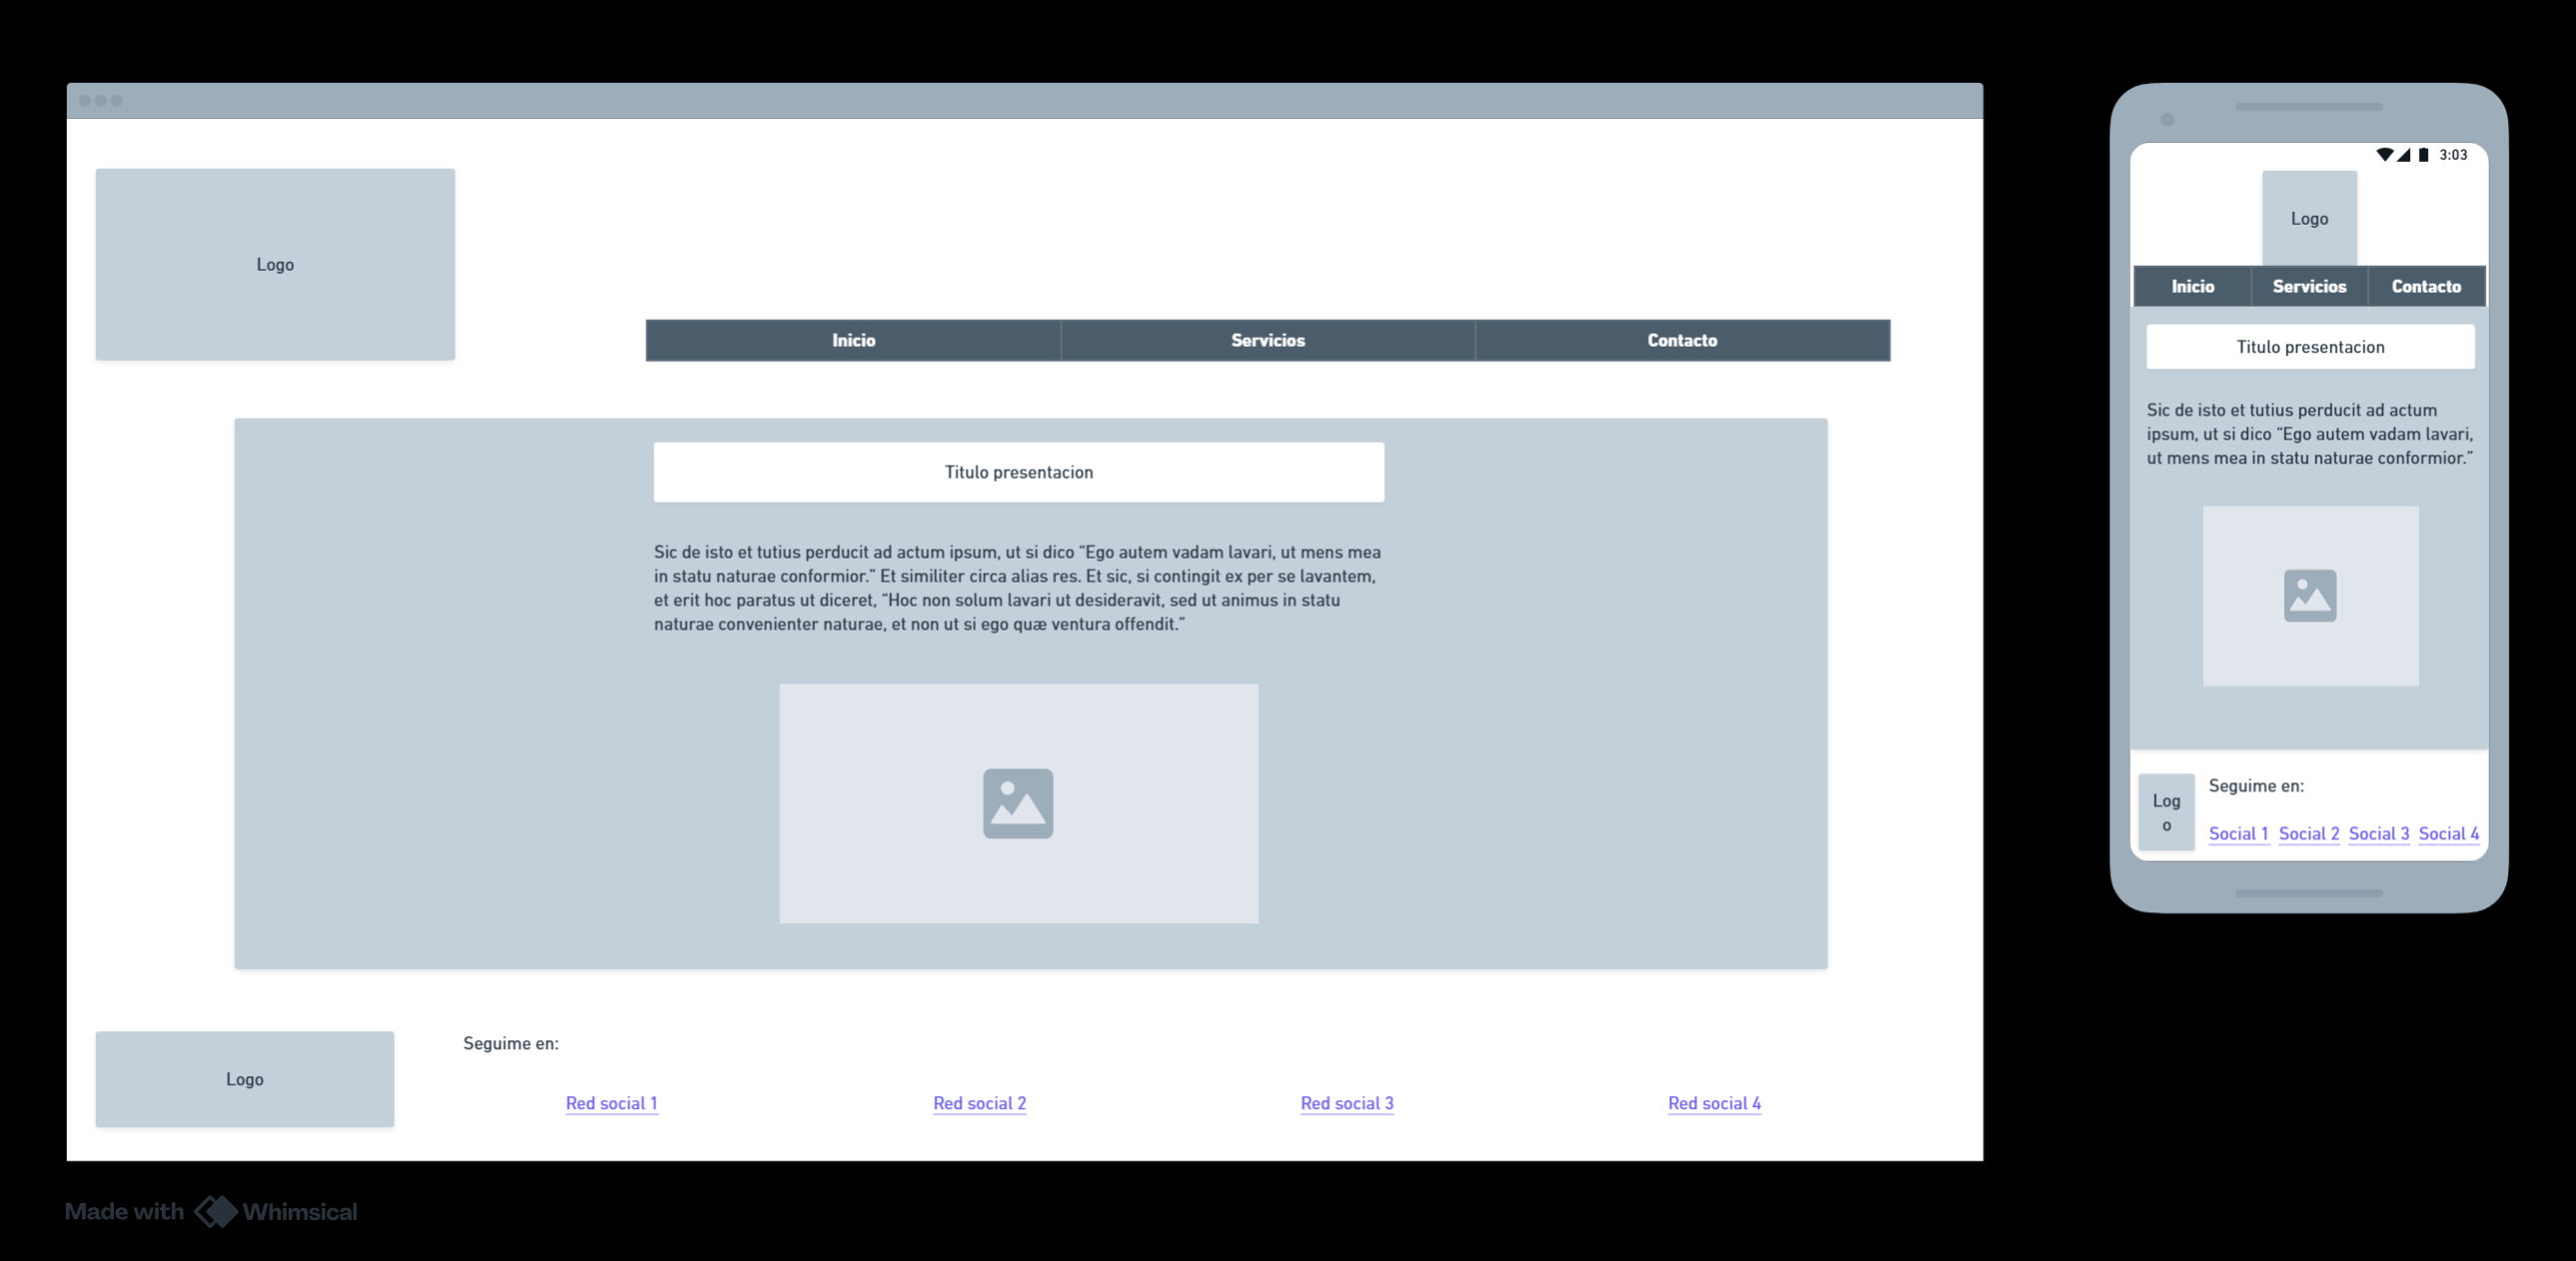 Logo
Inicio
Servicios
Contacto
Titulo presentacion
Sic de isto et tutius perducit ad actum ipsum, ut si dico “Ego autem vadam lavari, ut mens mea
in statu naturae conformior.” Et similiter circa alias res. Et sic, si contingit ex per se lavantem,
et erit hoc paratus ut diceret, “Hoc non solum lavari ut desideravit, sed ut animus in statu
naturae convenienter naturae, et non ut si ego quæ ventura offendit.”
Logo
Seguime en:
Red social 1
Red social 2
Red social 3
Red social 4
3:03
Logo
Inicio
Servicios
Contacto
Titulo presentacion
Sic de isto et tutius perducit ad actum
ipsum, ut si dico “Ego autem vadam lavari,
ut mens mea in statu naturae conformior.”
Log
o
Seguime en:
Social 1
Social 2
Social 3
Social 4
Made with Whimsical